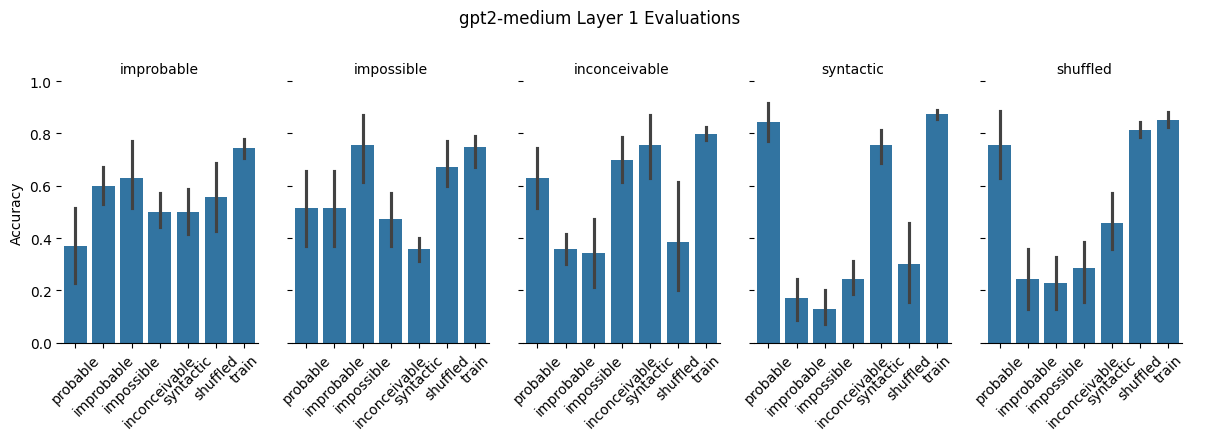 gpt2-medium Layer 1 Evaluations
improbable
impossible
inconceivable
syntactic
shuffled
Accuracy
1.0
0.8
0.6
0.4
0.2
0.0
probable
improbable
impossible
inconceivable
syntactic
shuffled
train
probable
improbable
impossible
inconceivable
syntactic
shuffled
train
probable
improbable
impossible
inconceivable
syntactic
shuffled
train
probable
improbable
impossible
inconceivable
syntactic
shuffled
train
probable
improbable
impossible
inconceivable
syntactic
shuffled
train